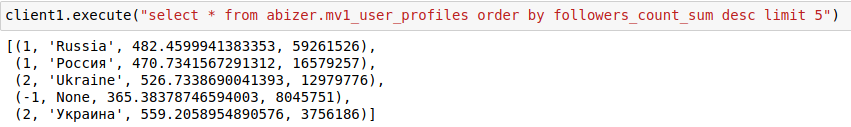 client1.execute("select * from abizer.mv1_user_profiles order by followers_count_sum desc limit 5")
[(1, 'Russia', 482.4599941383353, 59261526),
(1, 'Россия', 470.7341567291312, 16579257),
(2, 'Ukraine', 526.7338690041393, 12979776),
(-1, None, 365.38378746594003, 8045751),
(2, 'Украина', 559.2058954890576, 3756186)]